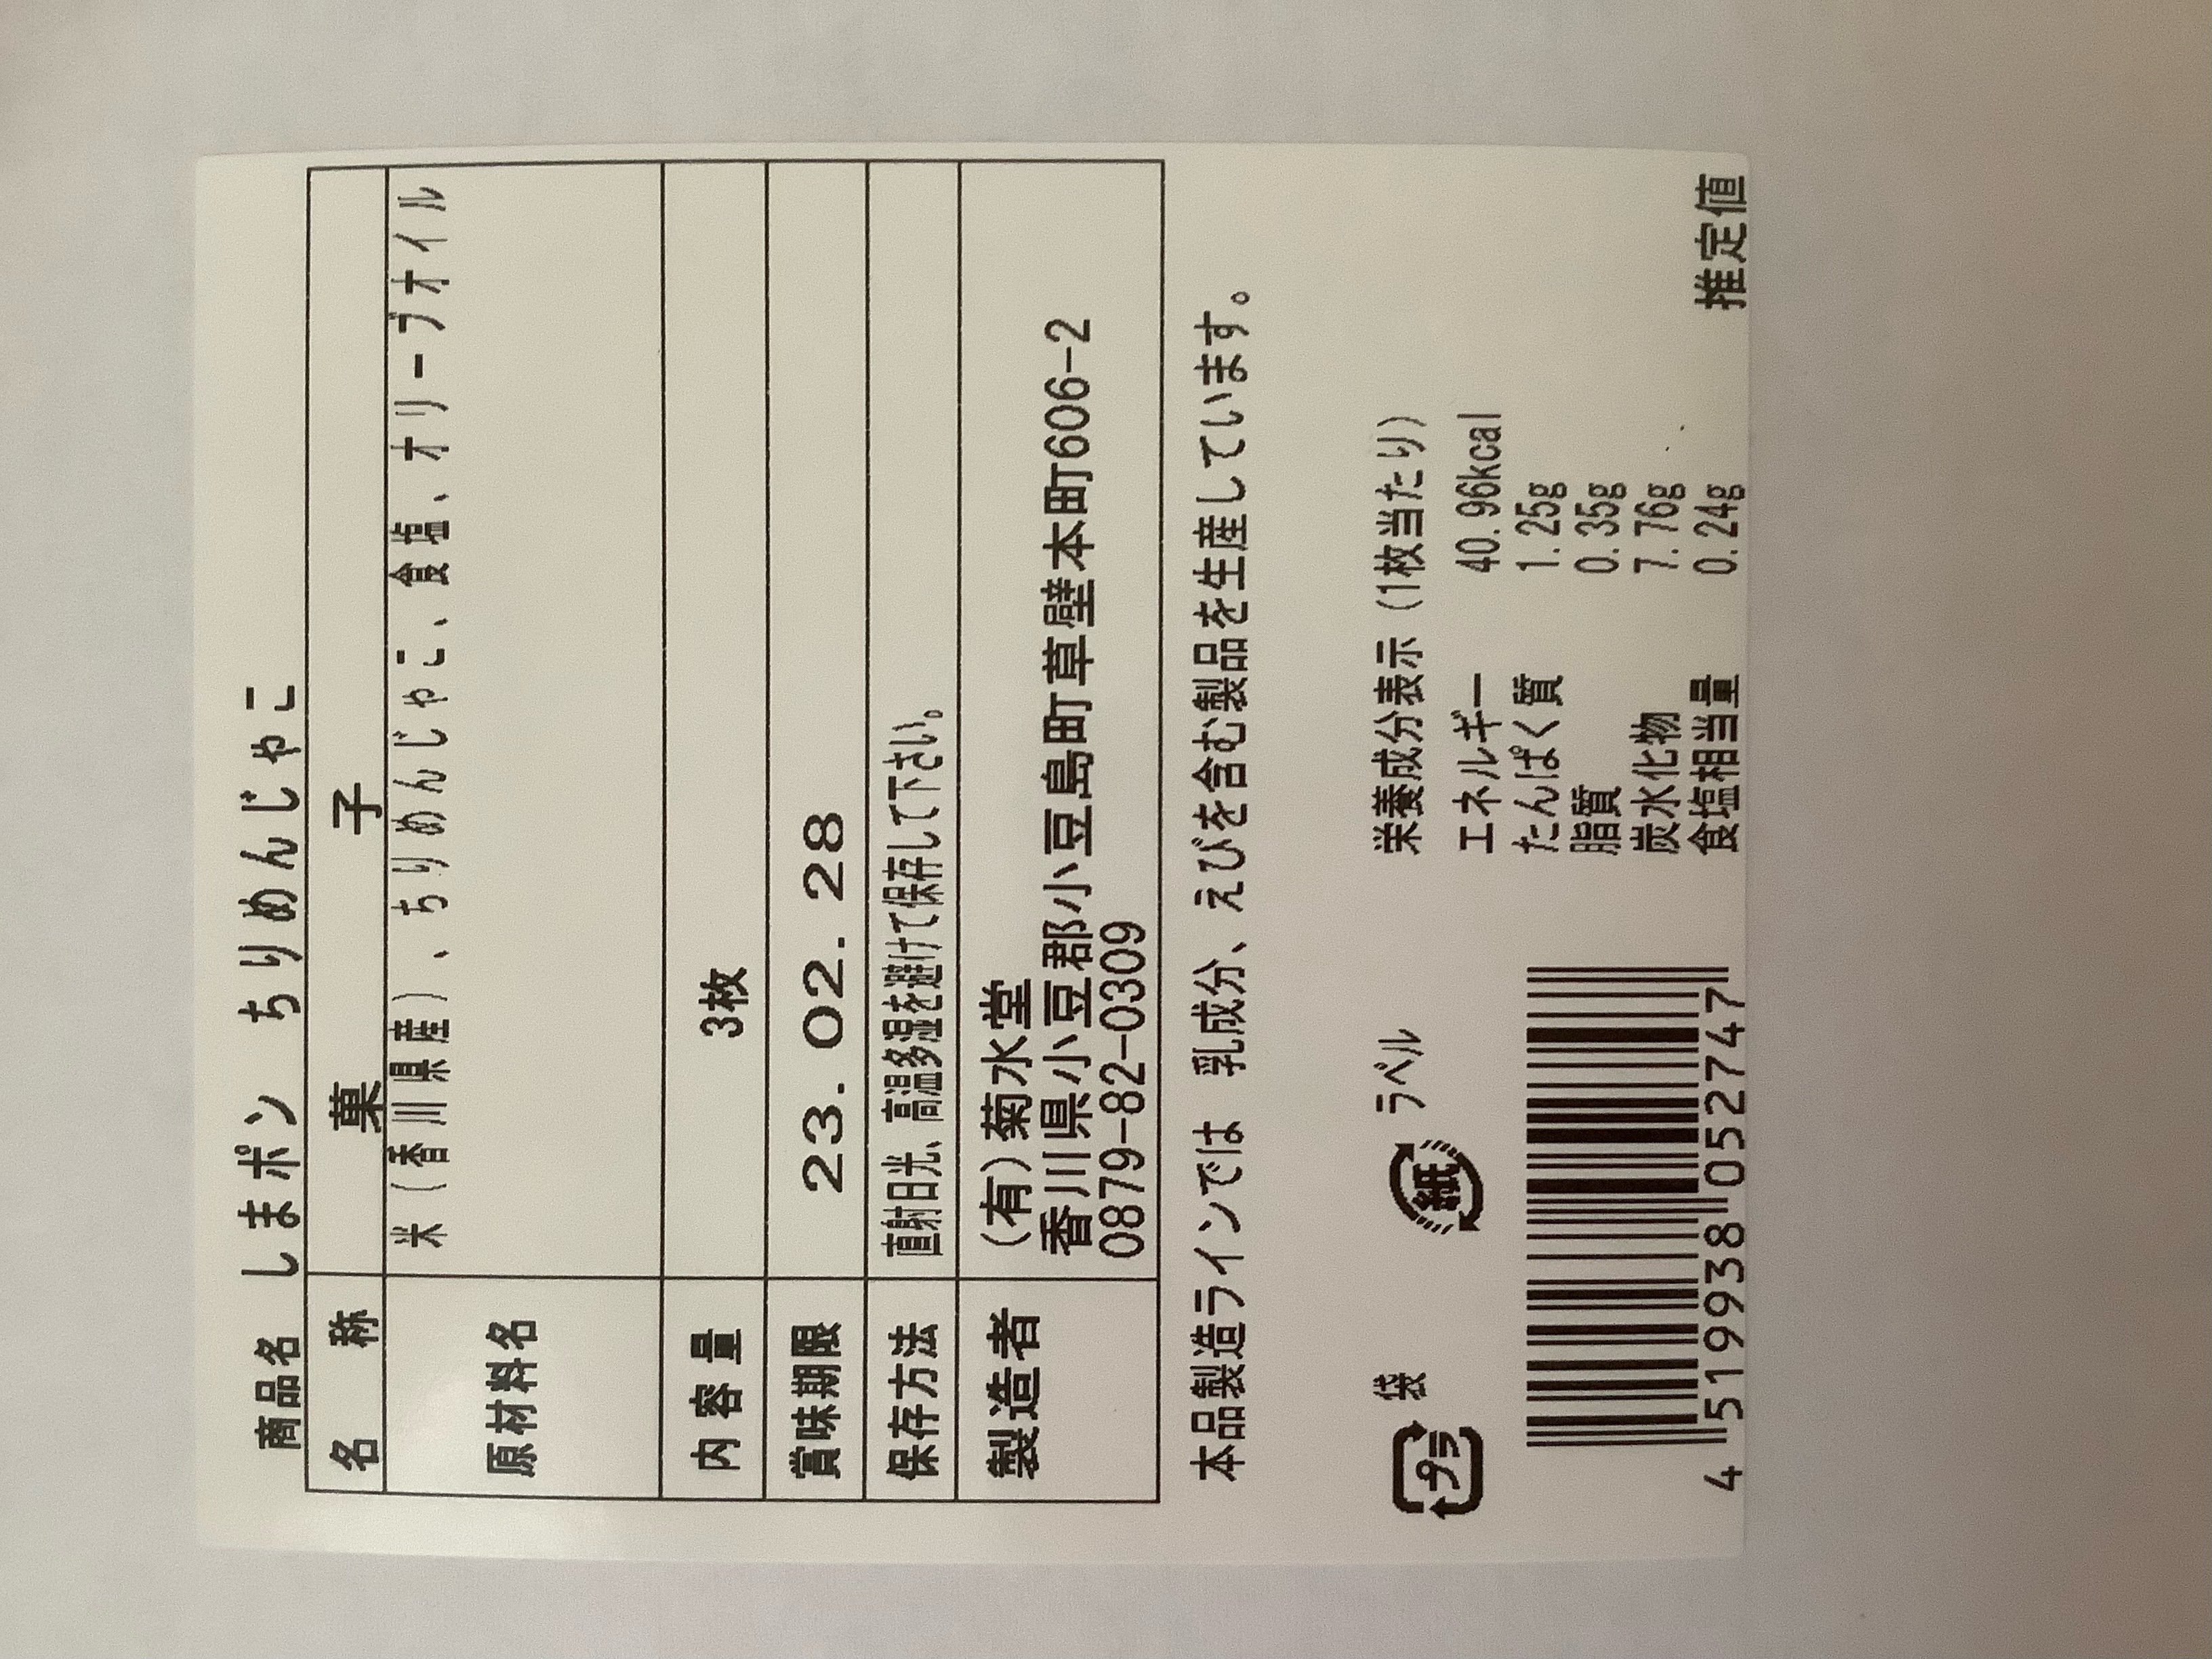 商品名 しまポン ちりめんじゃこ
名称 菓子
原材料名 米(香川県産)、ちりめんじゃこ、食塩、オリーブオイル
内容量 3枚
賞味期限 23.02.28
保存方法 直射日光、高温多湿を避けて保存して下さい。
製造者 (有)菊水堂
香川県小豆郡小豆島町草壁本町606-2
0879-82-0309
本品製造ラインでは 乳成分、えびを含む製品を生産しています。
プラ 袋 紙 ラベル
栄養成分表示(1枚当たり)
エネルギー 40.96kcal
たんぱく質 1.25g
脂質 0.35g
炭水化物 7.76g
食塩相当量 0.24g
推定値
4519938052747